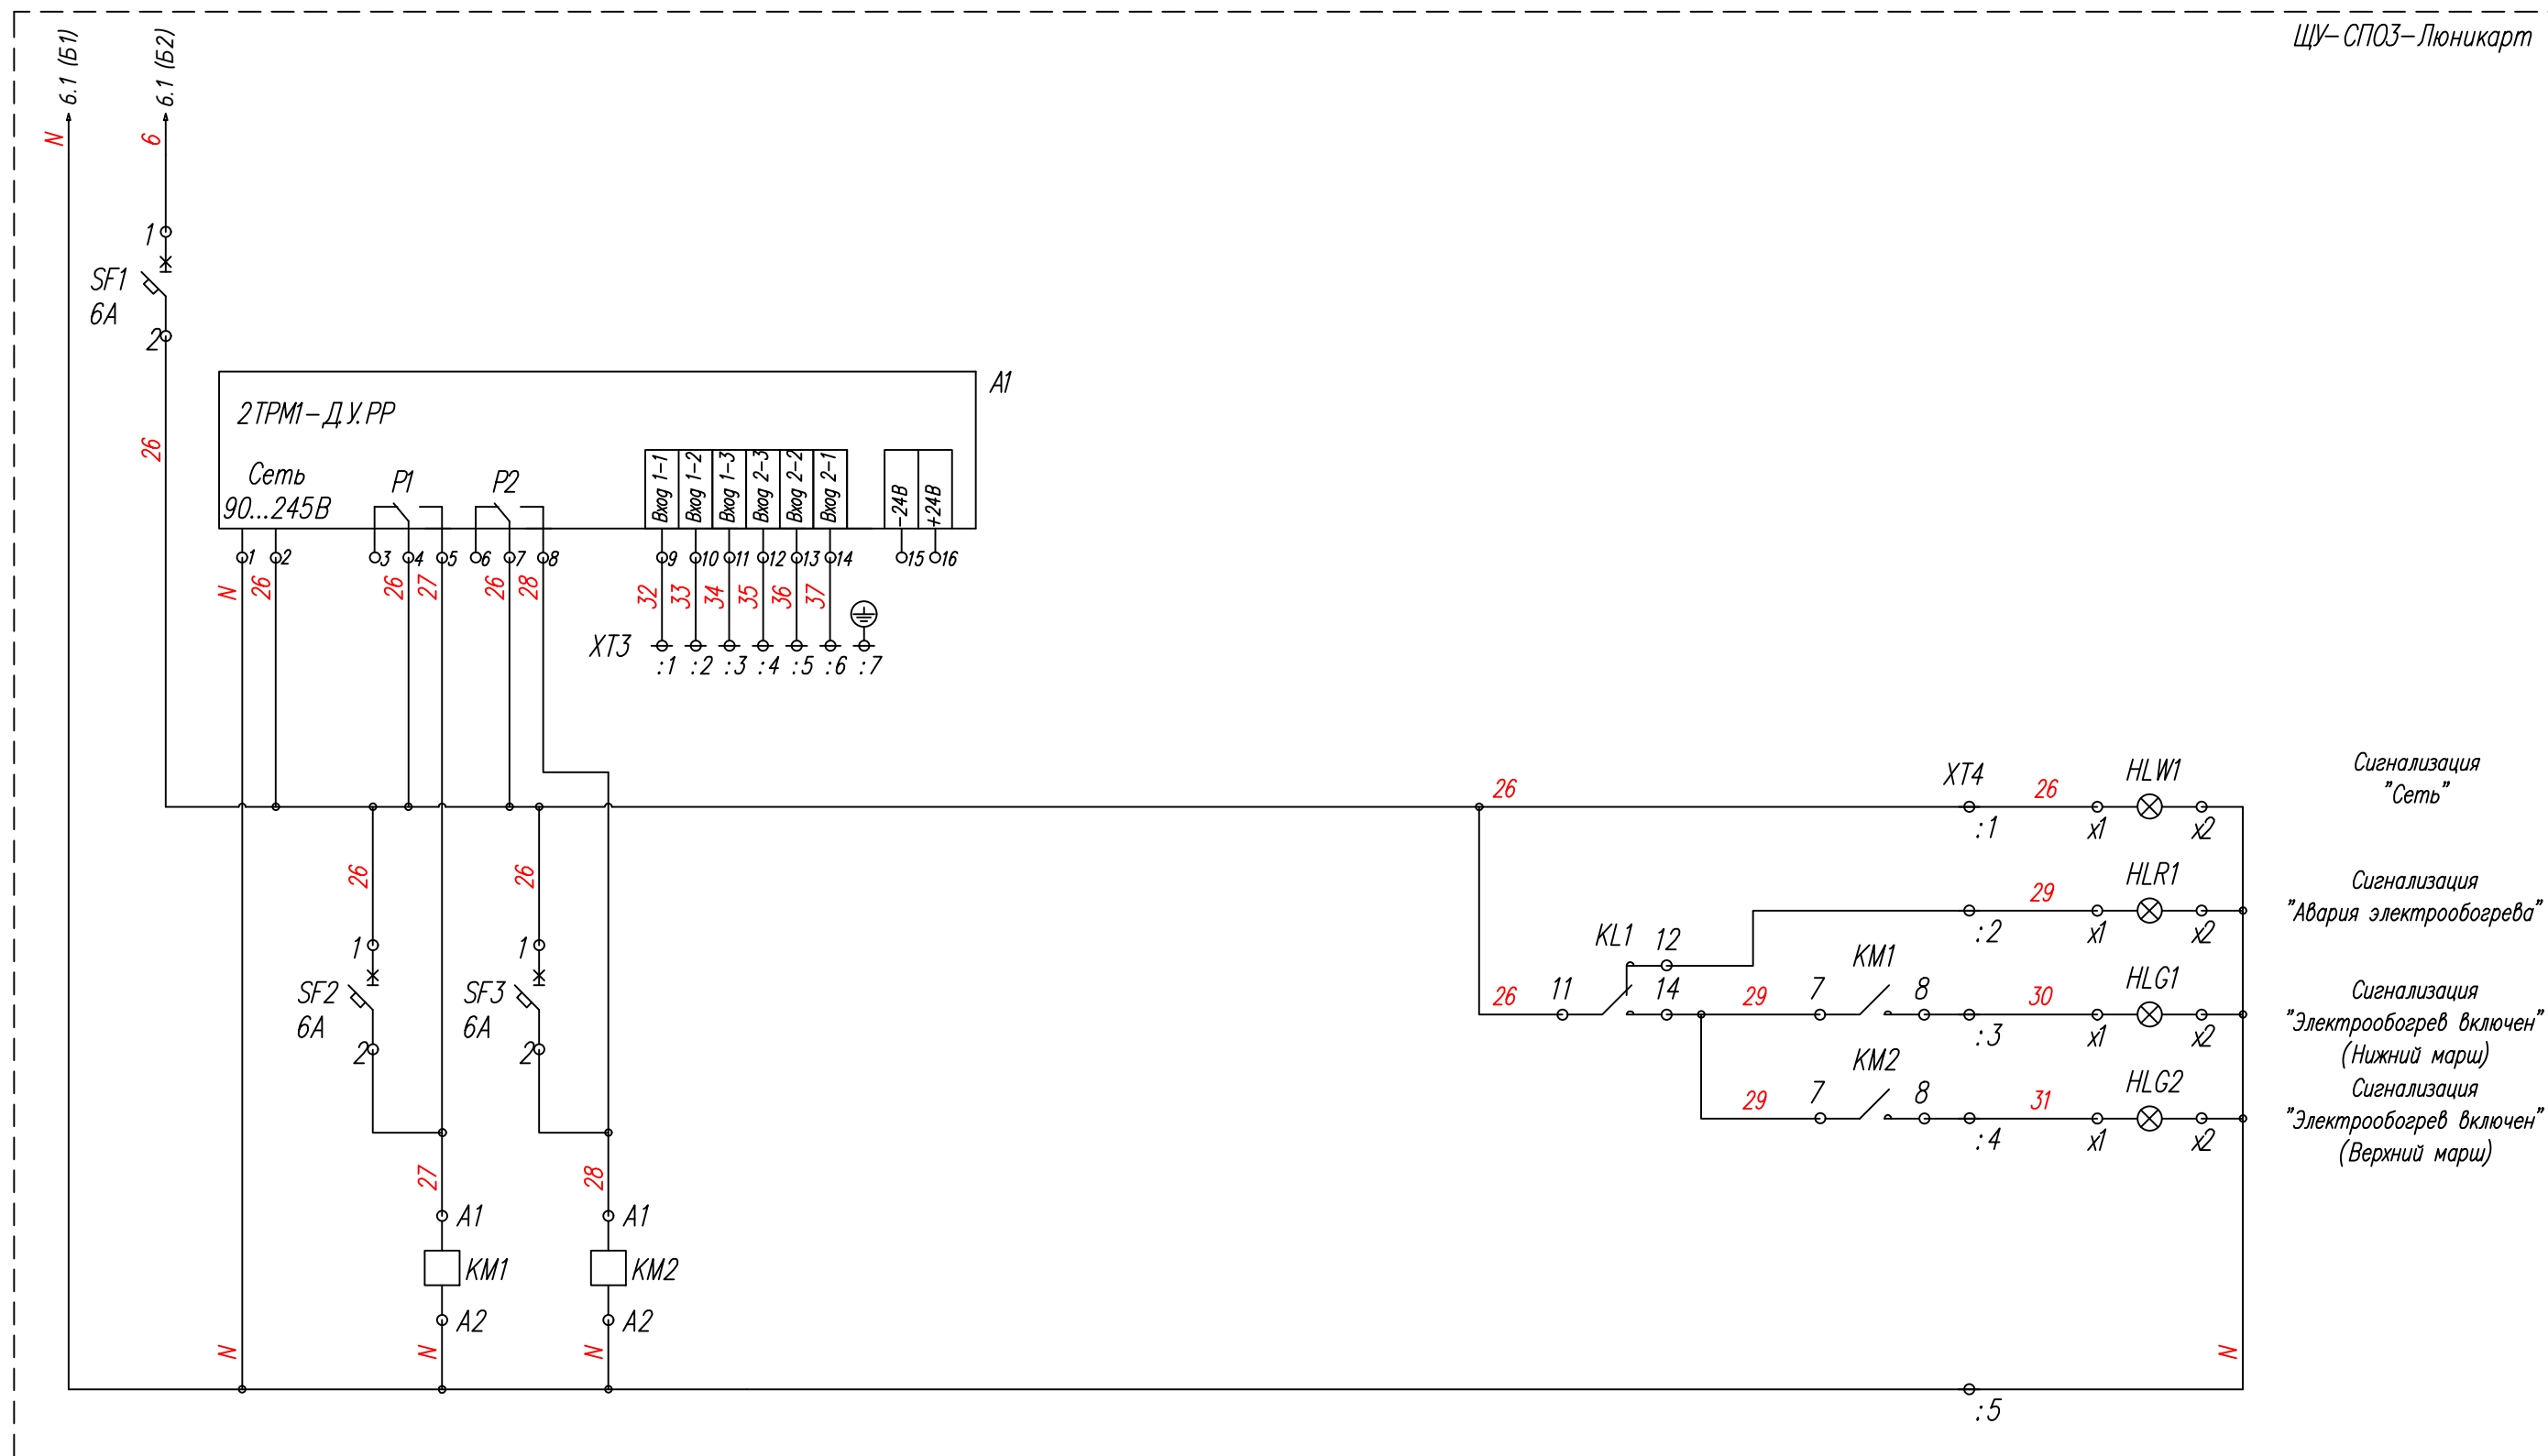 ЩУ-СПОЗ-Люникарт
6.1 (Б1)
6.1 (Б2)
N
6
1
SF1
6А
2
26
А1
2ТРМ1-Д.У.РР
Сеть
90...245В
Р1
Р2
Вход 1-1
Вход 1-2
Вход 1-3
Вход 2-3
Вход 2-2
Вход 2-1
-24В
+24В
1 2 3 4 5 6 7 8 9 10 11 12 13 14 15 16
N 26 26 27 26 28 32 33 34 35 36 37
XT3
:1 :2 :3 :4 :5 :6 :7
26
XT4
26
HLW1
:1
x1
x2
Сигнализация
"Сеть"
29
HLR1
:2
x1
x2
Сигнализация
"Авария электрообогрева"
KL1
12
26
11
14
29
7
KM1
8
30
HLG1
:3
x1
x2
Сигнализация
"Электрообогрев включен"
(Нижний марш)
29
7
KM2
8
31
HLG2
:4
x1
x2
Сигнализация
"Электрообогрев включен"
(Верхний марш)
26
1
SF2
6А
2
26
1
SF3
6А
2
27
А1
KM1
А2
N
28
А1
KM2
А2
N
N
N
:5